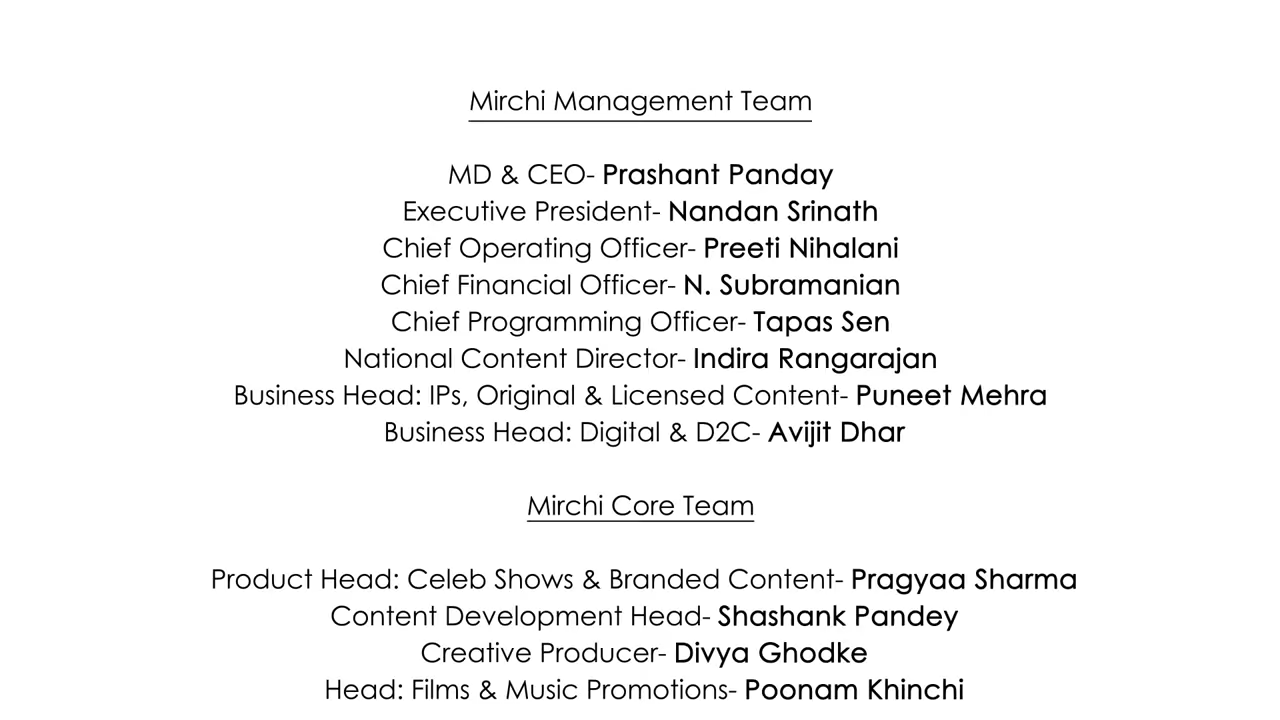 Mirchi Management Team
MD & CEO- Prashant Panday
Executive President- Nandan Srinath
Chief Operating Officer- Preeti Nihalani
Chief Financial Officer- N. Subramanian
Chief Programming Officer- Tapas Sen
National Content Director- Indira Rangarajan
Business Head: IPs, Original & Licensed Content- Puneet Mehra
Business Head: Digital & D2C- Avijit Dhar
Mirchi Core Team
Product Head: Celeb Shows & Branded Content- Pragyaa Sharma
Content Development Head- Shashank Pandey
Creative Producer- Divya Ghodke
Head: Films & Music Promotions- Poonam Khinchi